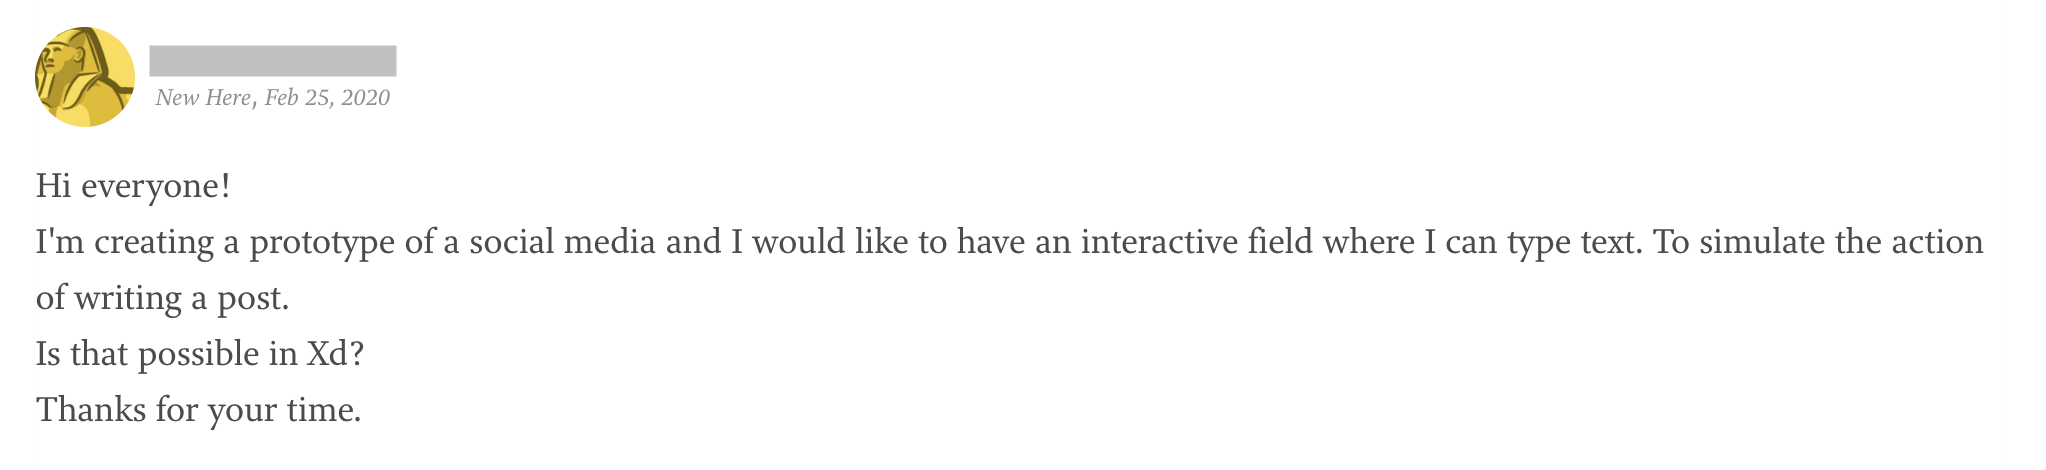 New Here, Feb 25, 2020
Hi everyone!
I'm creating a prototype of a social media and I would like to have an interactive field where I can type text. To simulate the action
of writing a post.
Is that possible in Xd?
Thanks for your time.